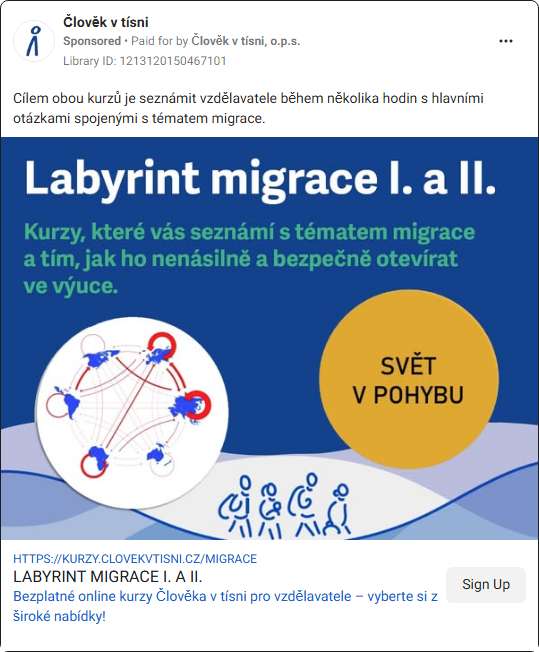 Člověk v tísni
Sponsored • Paid for by Člověk v tísni, o.p.s.
Library ID: 1213120150467101
Cílem obou kurzů je seznámit vzdělavatele během několika hodin s hlavními
otázkami spojenými s tématem migrace.
Labyrint migrace I. a II.
Kurzy, které vás seznámí s tématem migrace
a tím, jak ho nenásilně a bezpečně otevírat
ve výuce.
SVĚT
V POHYBU
HTTPS://KURZY.CLOVEKVTISNI.CZ/MIGRACE
LABYRINT MIGRACE I. A II.
Bezplatné online kurzy Člověka v tísni pro vzdělavatele – vyberte si z
široké nabídky!
Sign Up